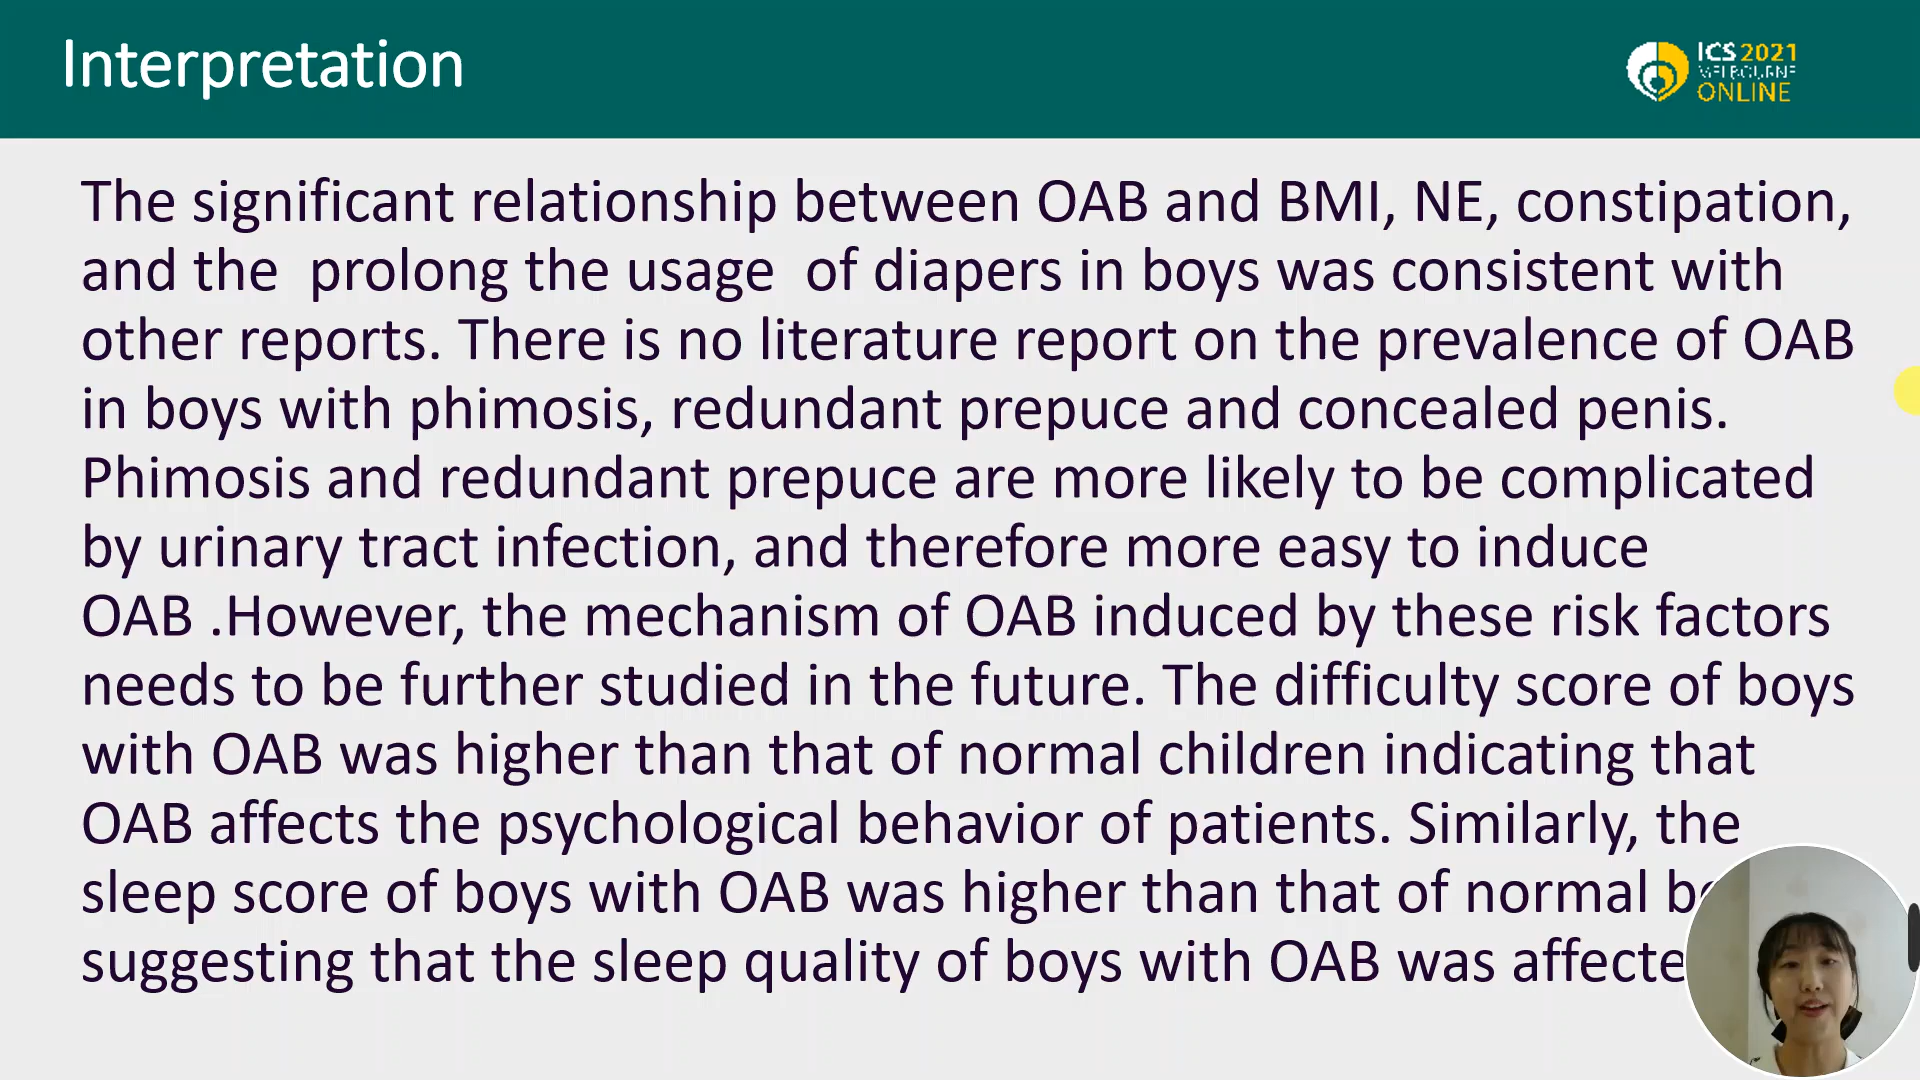 Interpretation
ICS 2021
MELBOURNE
ONLINE
The significant relationship between OAB and BMI, NE, constipation,
and the  prolong the usage  of diapers in boys was consistent with
other reports. There is no literature report on the prevalence of OAB
in boys with phimosis, redundant prepuce and concealed penis.
Phimosis and redundant prepuce are more likely to be complicated
by urinary tract infection, and therefore more easy to induce
OAB .However, the mechanism of OAB induced by these risk factors
needs to be further studied in the future. The difficulty score of boys
with OAB was higher than that of normal children indicating that
OAB affects the psychological behavior of patients. Similarly, the
sleep score of boys with OAB was higher than that of normal
suggesting that the sleep quality of boys with OAB was